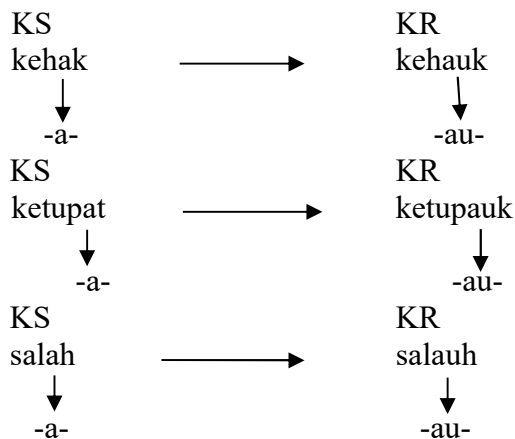 KS KR
kehak kehauk
-a- -au-
KS KR
ketupat ketupauk
-a- -au-
KS KR
salah salauh
-a- -au-